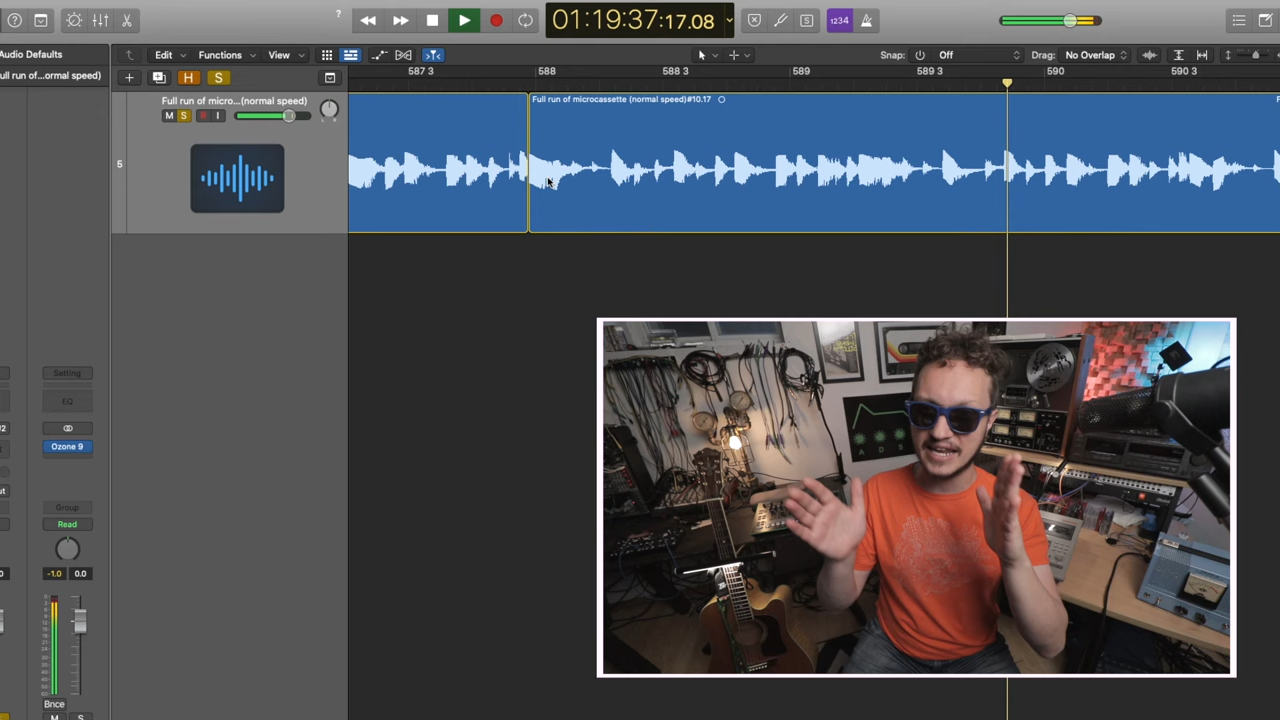 ?
01:19:37:17.08
S
1234
Audio Defaults
Edit
Functions
View
Snap:
Off
Drag:
No Overlap
ull run of...ormal speed)
H
S
587 3
588
588 3
589
589 3
590
590 3
Full run of micro...(normal speed)
M S R I
Full run of microcassette (normal speed)#10.17
F
5
Setting
EQ
Ozone 9
Group
Read
-1.0
0.0
Bnce
M
S
A D S